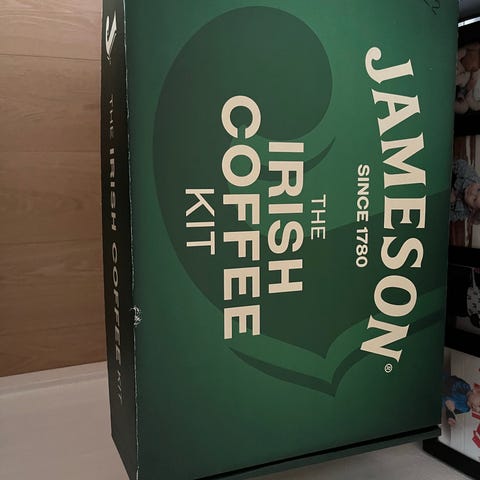 JAMESON®
SINCE 1780
THE
IRISH
COFFEE
KIT
THE IRISH COFFEE KIT